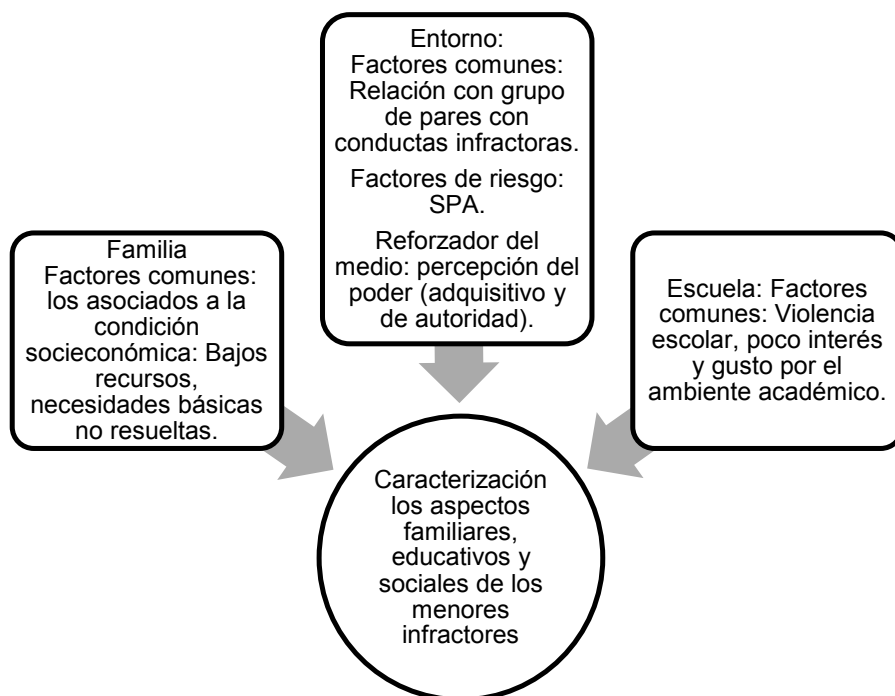 Entorno:
Factores comunes:
Relación con grupo
de pares con
conductas infractoras.
Factores de riesgo:
SPA.
Reforzador del
medio: percepción del
poder (adquisitivo y
de autoridad).
Familia
Factores comunes:
los asociados a la
condición
socieconómica: Bajos
recursos,
necesidades básicas
no resueltas.
Escuela: Factores
comunes: Violencia
escolar, poco interés
y gusto por el
ambiente académico.
Caracterización
los aspectos
familiares,
educativos y
sociales de los
menores
infractores